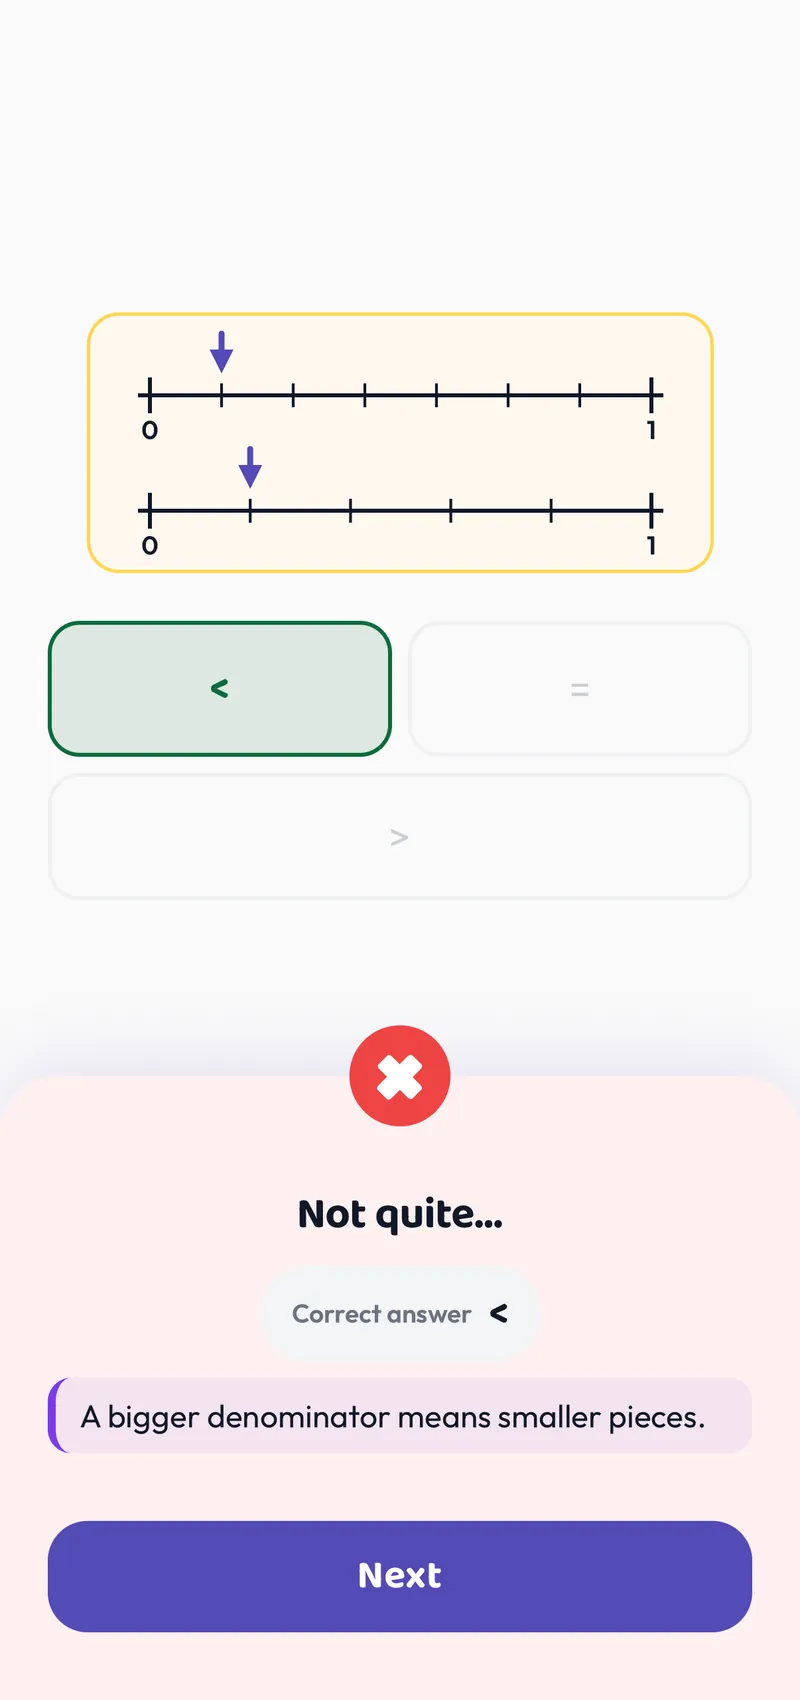 0 1
0 1
< =
>
Not quite...
Correct answer <
A bigger denominator means smaller pieces.
Next